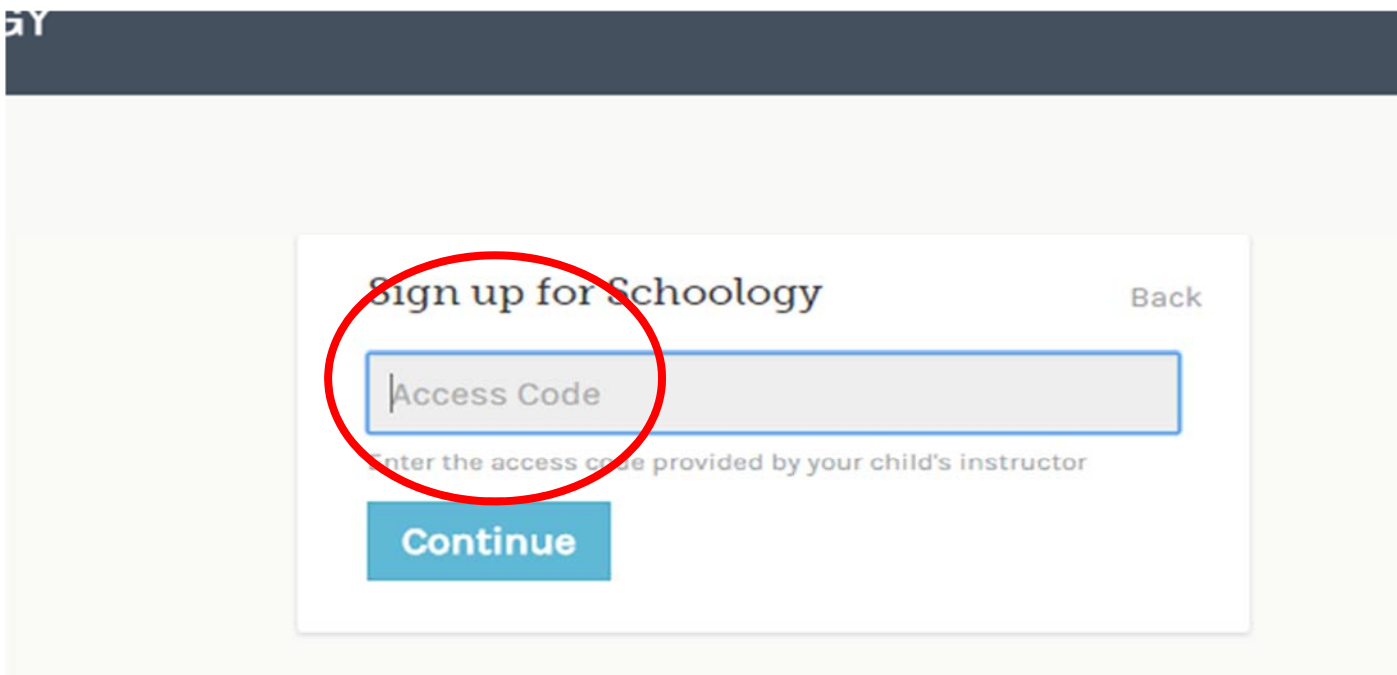 GY
Sign up for Schoology
Back
Access Code
Enter the access code provided by your child's instructor
Continue